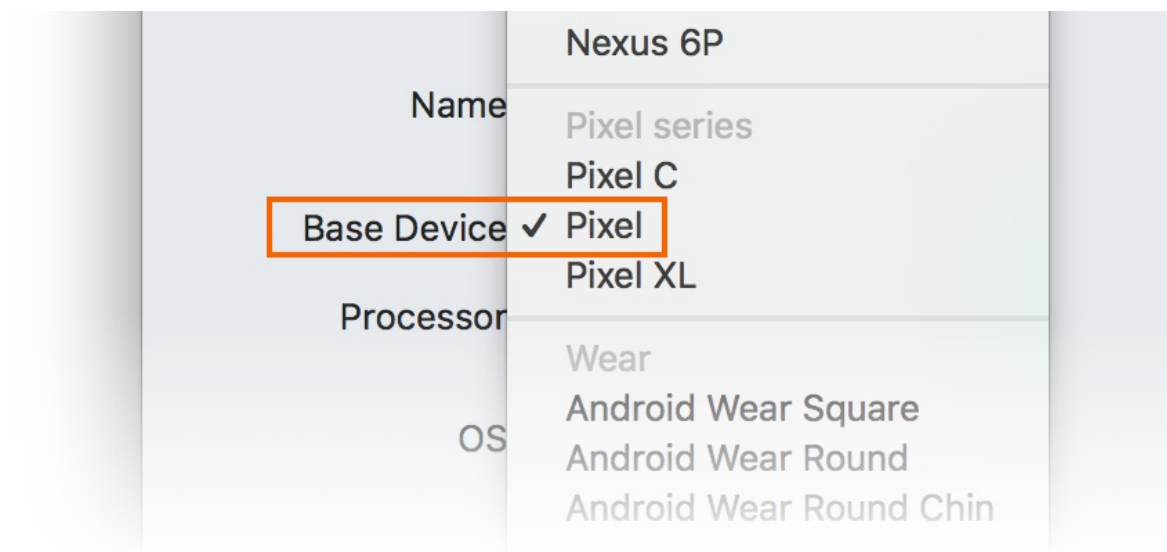 Nexus 6P
Name
Pixel series
Pixel C
Base Device ✓ Pixel
Pixel XL
Processor
Wear
Android Wear Square
OS
Android Wear Round
Android Wear Round Chin